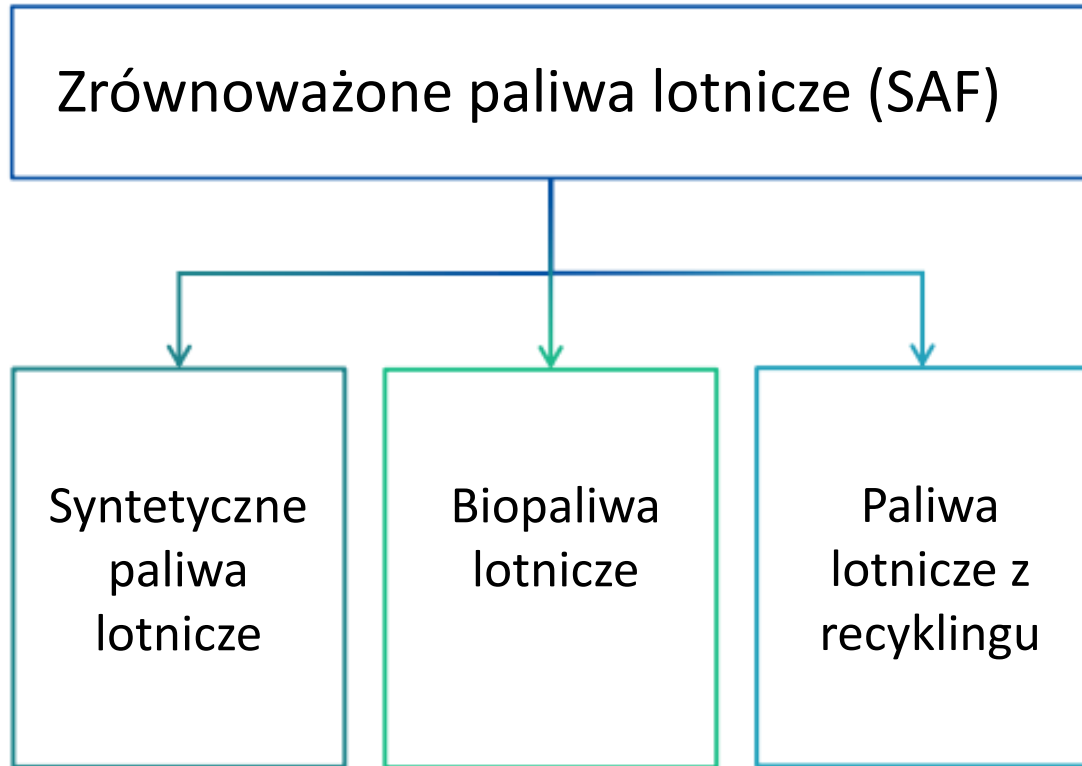 Zrównoważone paliwa lotnicze (SAF)
Syntetyczne
paliwa
lotnicze
Biopaliwa
lotnicze
Paliwa
lotnicze z
recyklingu